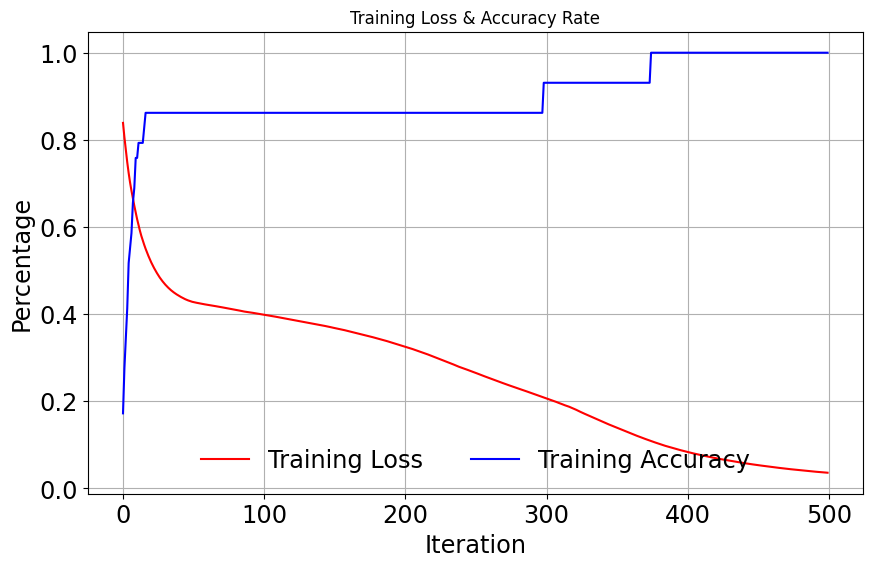 Training Loss & Accuracy Rate
1.0
0.8
0.6
0.4
0.2
0.0
Percentage
Training Loss Training Accuracy
0 100 200 300 400 500
Iteration